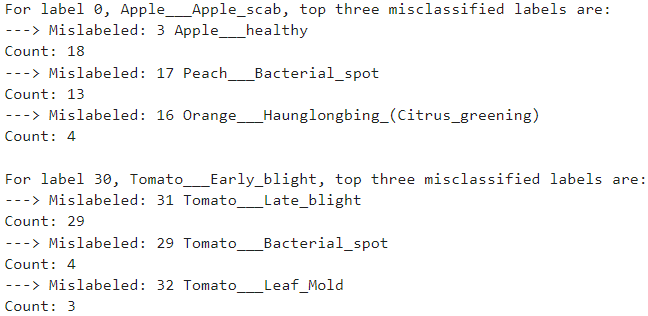 For label 0, Apple___Apple_scab, top three misclassified labels are:
---> Mislabeled: 3 Apple___healthy
Count: 18
---> Mislabeled: 17 Peach___Bacterial_spot
Count: 13
---> Mislabeled: 16 Orange___Haunglongbing_(Citrus_greening)
Count: 4

For label 30, Tomato___Early_blight, top three misclassified labels are:
---> Mislabeled: 31 Tomato___Late_blight
Count: 29
---> Mislabeled: 29 Tomato___Bacterial_spot
Count: 4
---> Mislabeled: 32 Tomato___Leaf_Mold
Count: 3